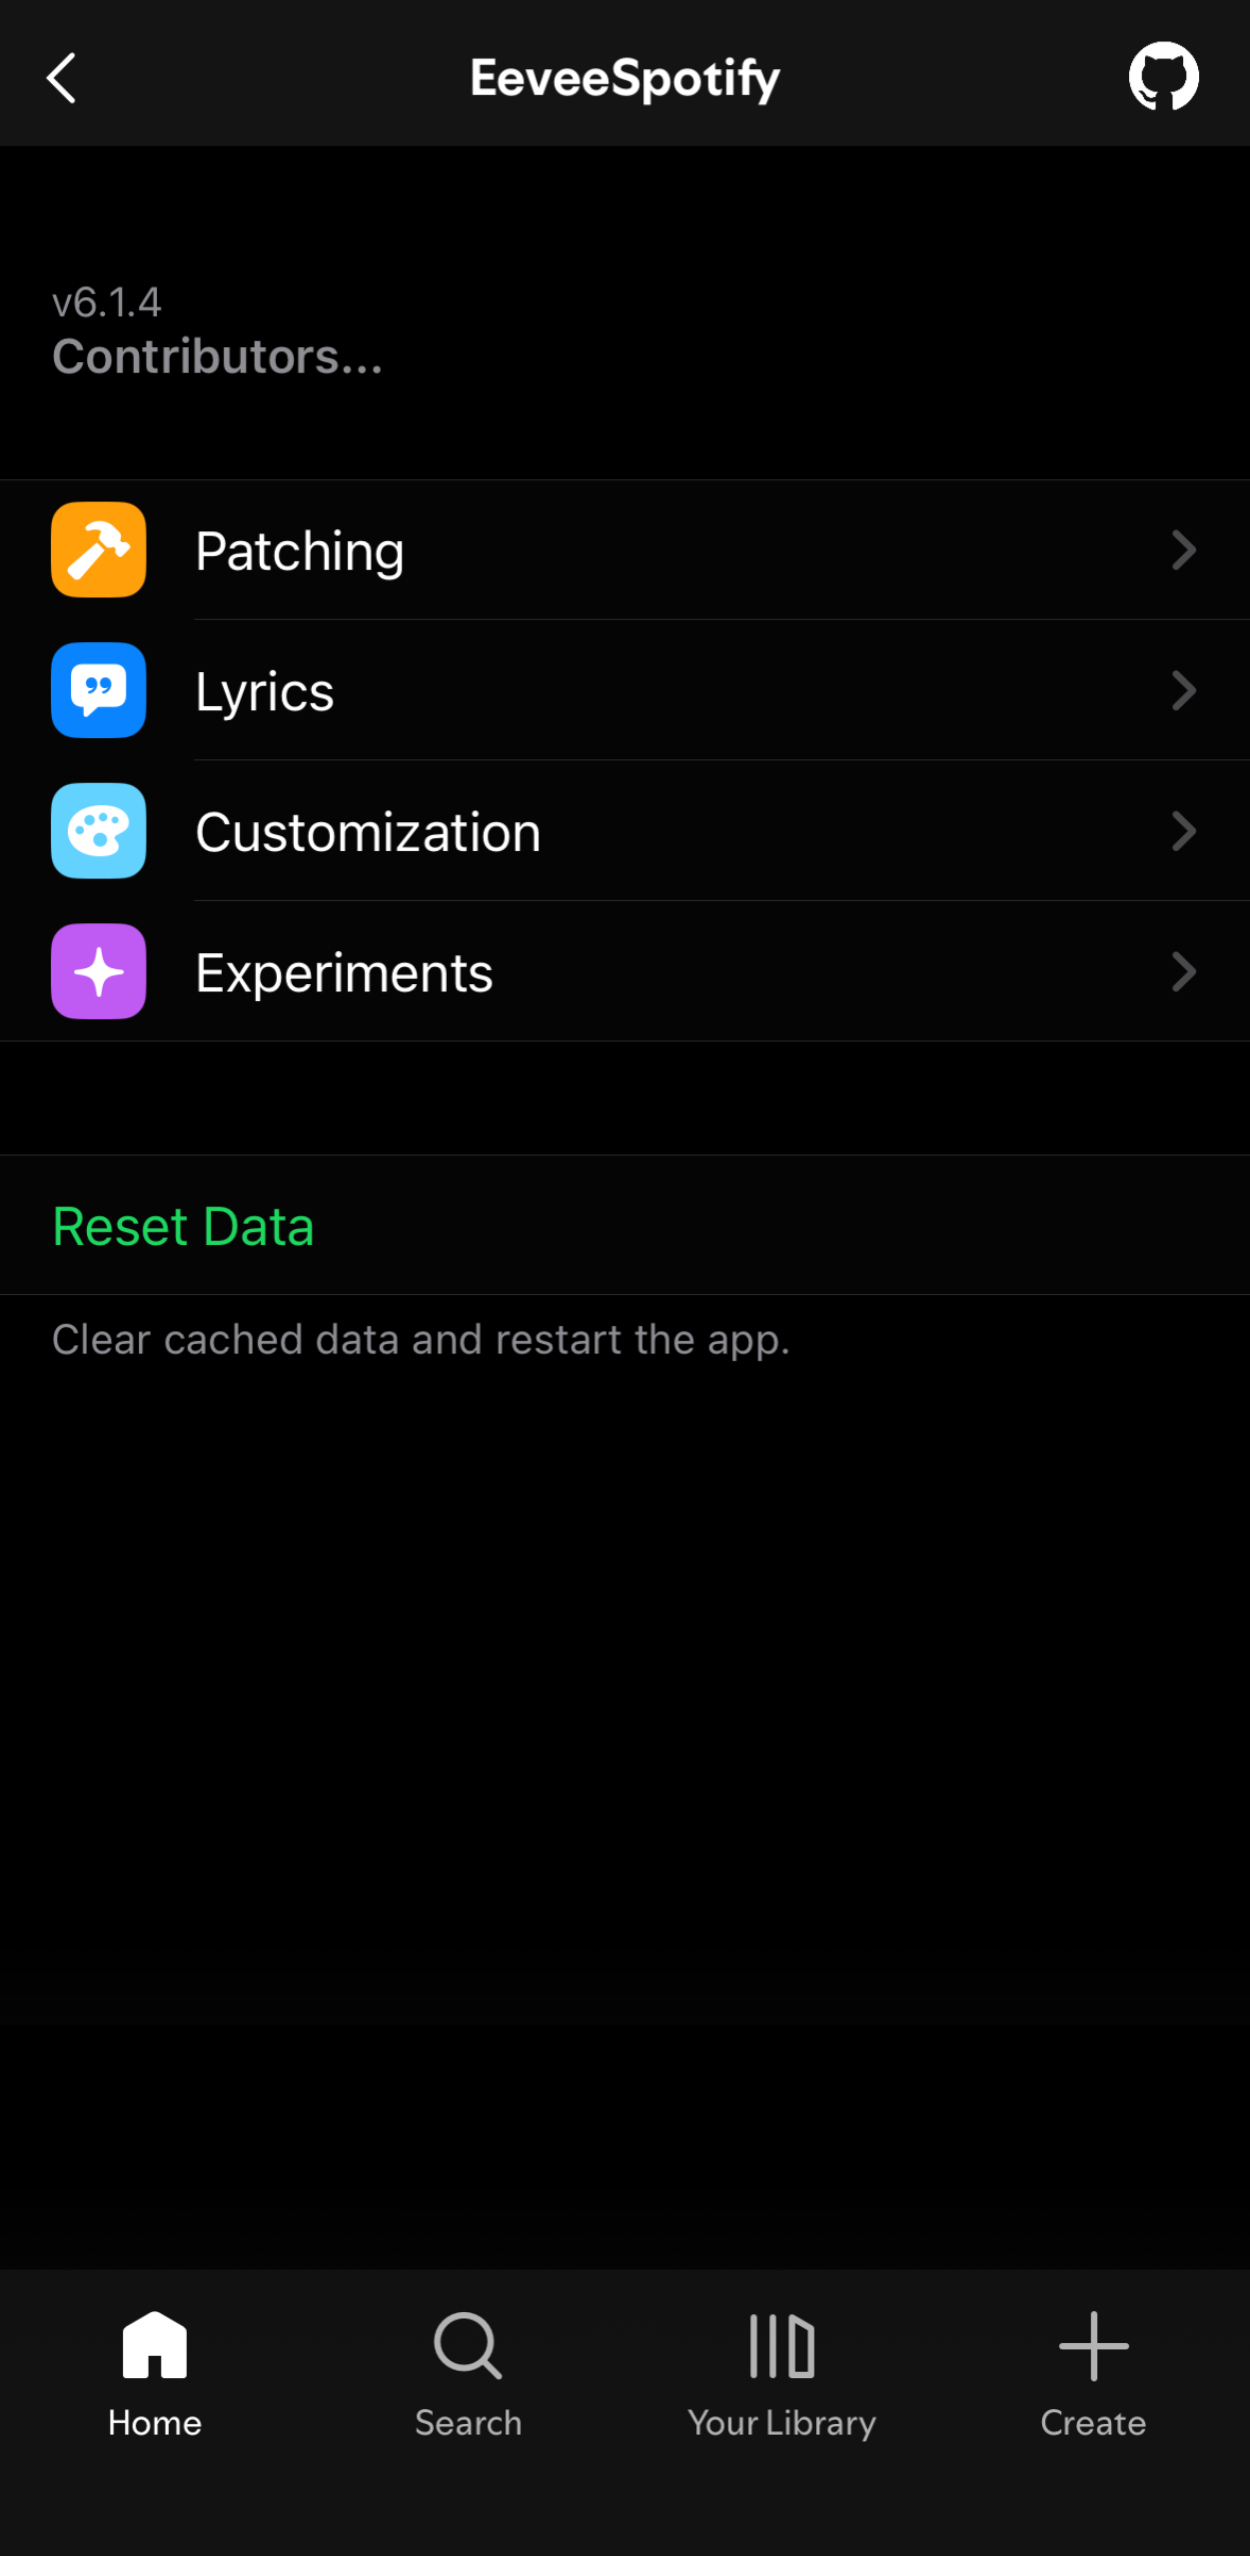 EeveeSpotify
v6.1.4
Contributors...
Patching
Lyrics
Customization
Experiments
Reset Data
Clear cached data and restart the app.
Home
Search
Your Library
Create